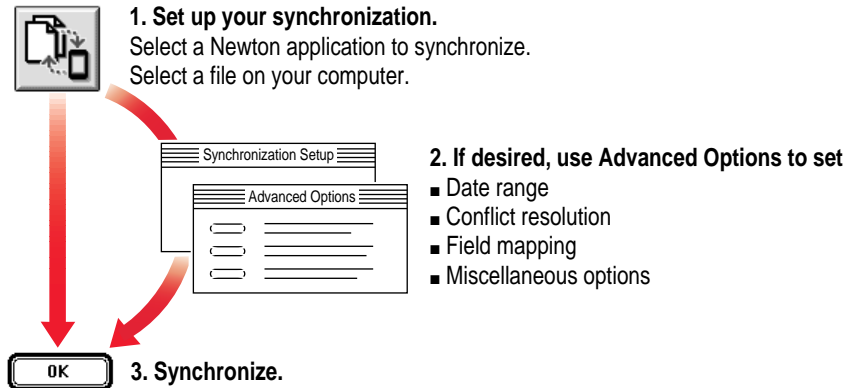 1. Set up your synchronization.
Select a Newton application to synchronize.
Select a file on your computer.
Synchronization Setup
Advanced Options
2. If desired, use Advanced Options to set
■ Date range
■ Conflict resolution
■ Field mapping
■ Miscellaneous options
OK
3. Synchronize.